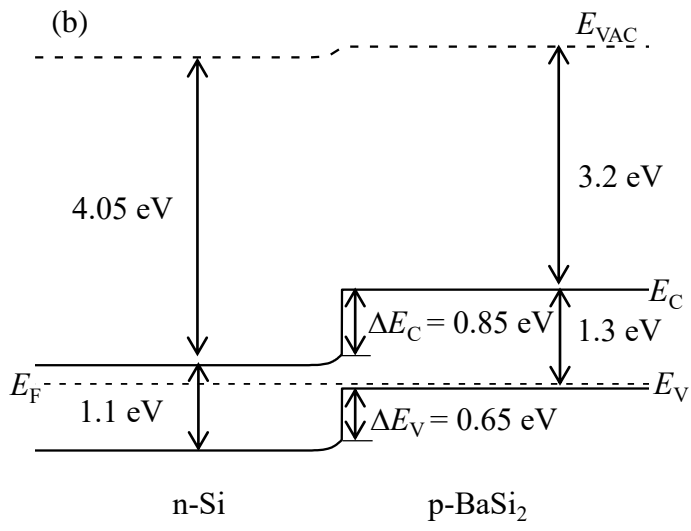 (b)
E_VAC
4.05 eV
3.2 eV
E_C
ΔE_C = 0.85 eV
1.3 eV
E_F
1.1 eV
E_V
ΔE_V = 0.65 eV
n-Si
p-BaSi₂